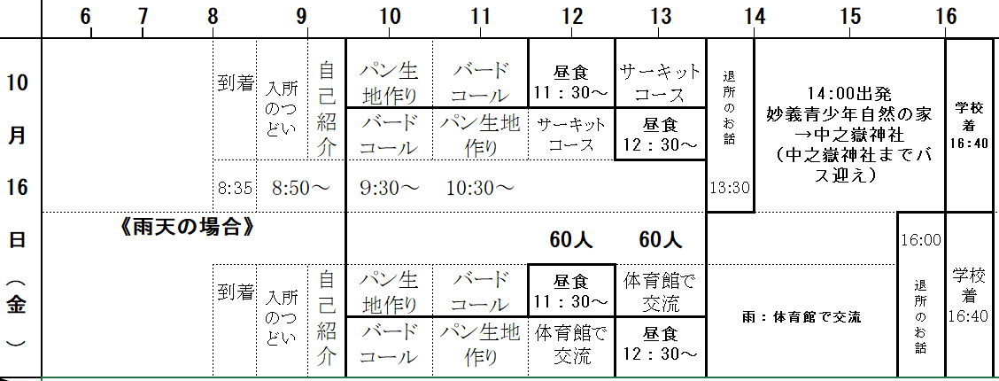 6 7 8 9 10 11 12 13 14 15 16
10月16日（金）
到着
入所
のつ
どい
自己紹介
パン生
地作り
バード
コール
昼食
11：30～
サーキット
コース
バード
コール
パン生地
作り
サーキット
コース
昼食
12：30～
退所のお話
14:00出発
妙義青少年自然の家
→中之嶽神社
（中之嶽神社までバ
ス迎え）
学校
着
16:40
8:35
8:50～
9:30～
10:30～
13:30
《雨天の場合》
60人
60人
16:00
到着
入所
のつ
どい
自己紹介
パン生
地作り
バード
コール
昼食
11：30～
体育館で
交流
バード
コール
パン生地
作り
体育館で
交流
昼食
12：30～
雨：体育館で交流
退所のお話
学校
着
16:40